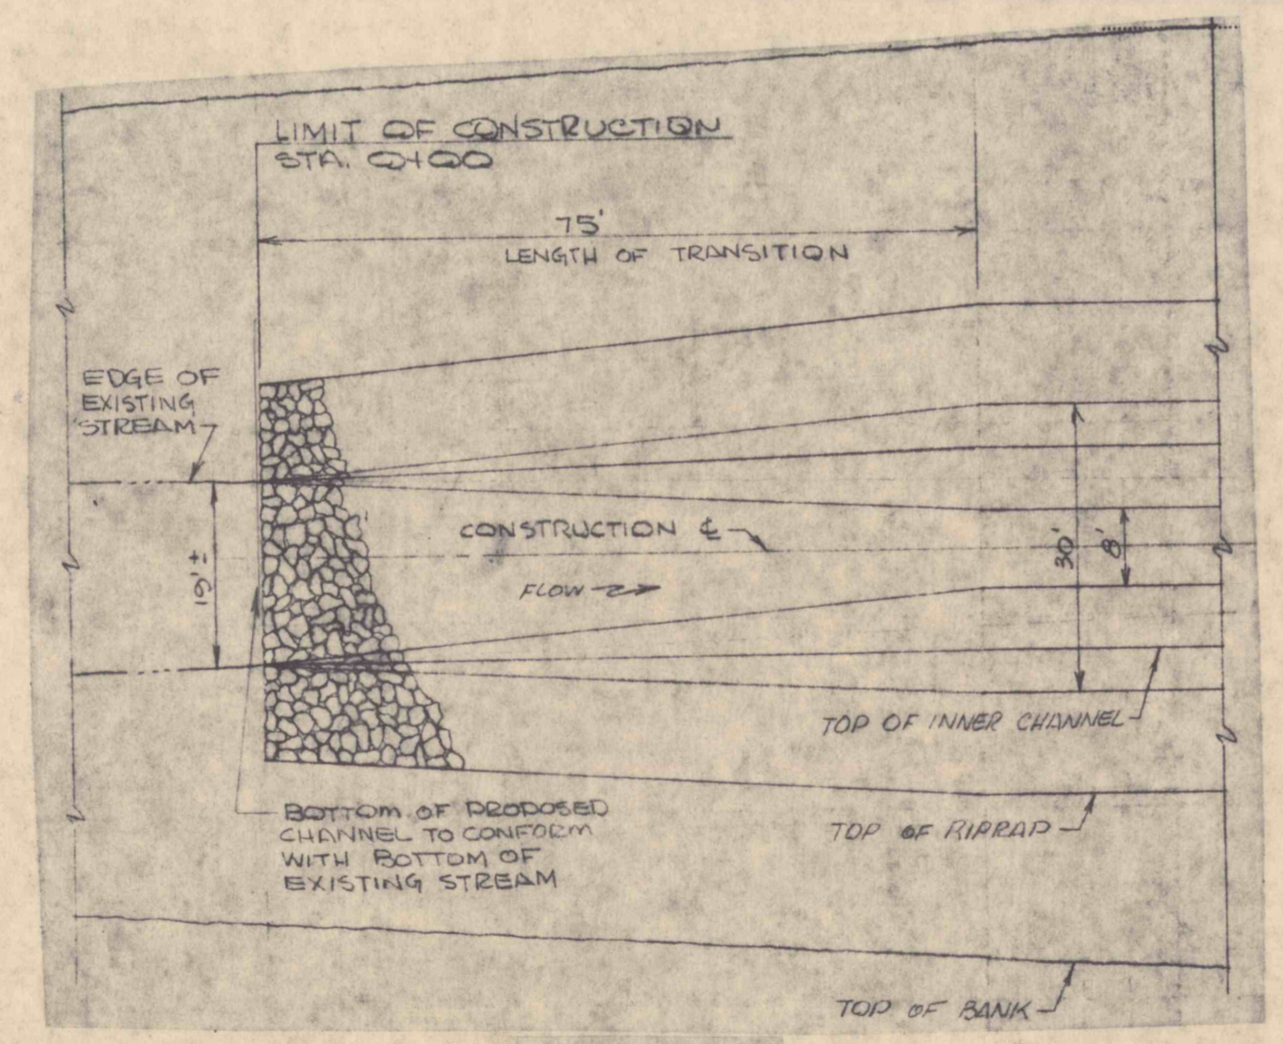 LIMIT OF CONSTRUCTION
STA. 0+00
75'
LENGTH OF TRANSITION
EDGE OF
EXISTING
STREAM
19' ±
CONSTRUCTION ℄
FLOW
30'
8'
TOP OF INNER CHANNEL
BOTTOM OF PROPOSED
CHANNEL TO CONFORM
WITH BOTTOM OF
EXISTING STREAM
TOP OF RIPRAP
TOP OF BANK